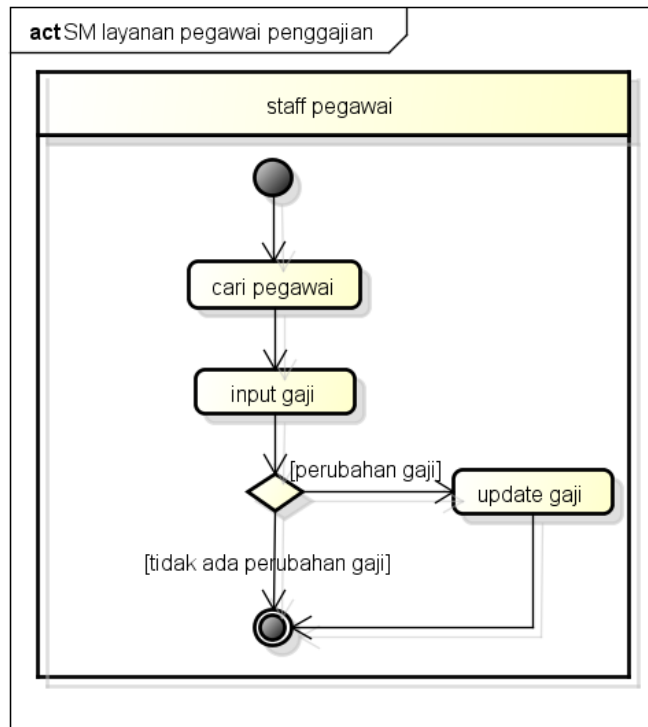 act SM layanan pegawai penggajian
staff pegawai
cari pegawai
input gaji
[perubahan gaji]
update gaji
[tidak ada perubahan gaji]